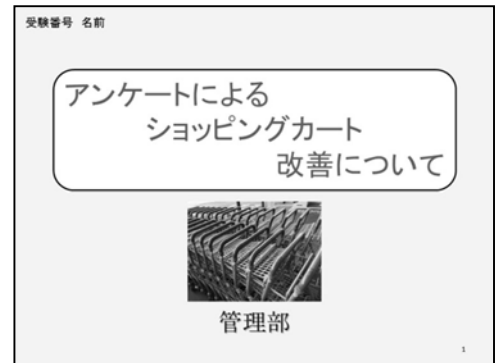 受験番号 名前
アンケートによる
ショッピングカート
改善について
管理部
1